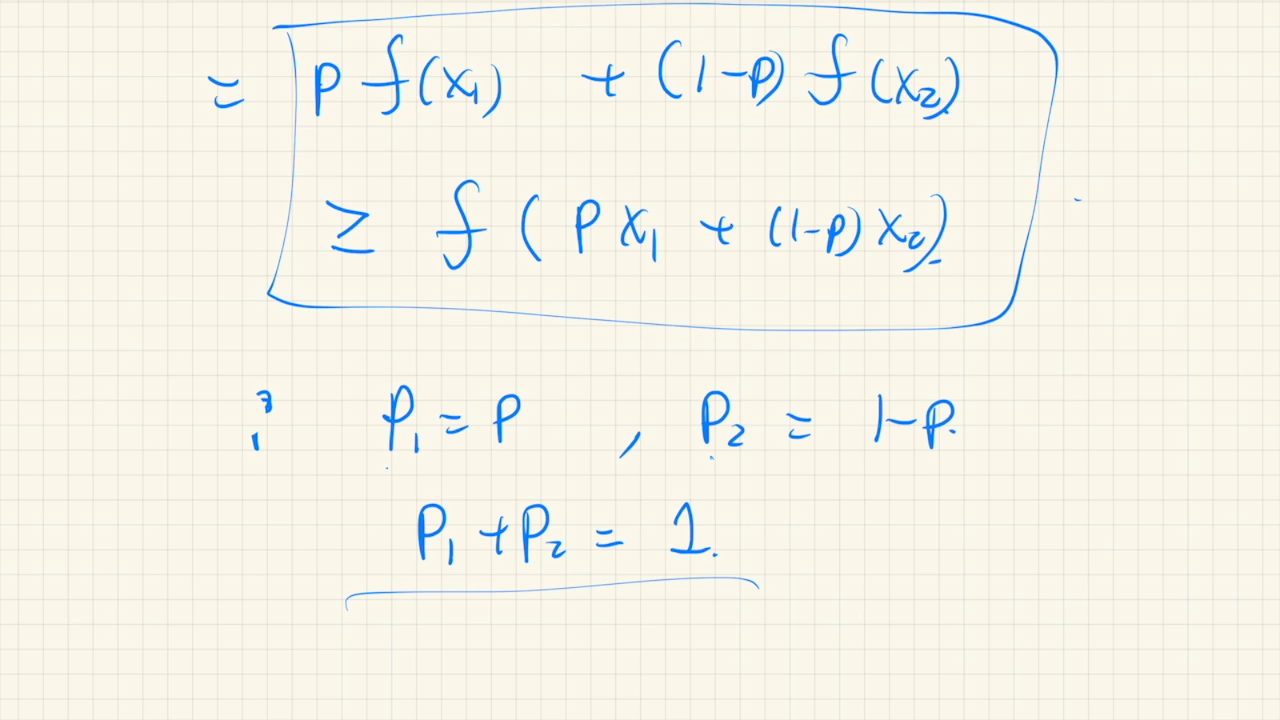 = p f(x₁) + (1-p) f(x₂)
≥ f ( p x₁ + (1-p) x₂)
: p₁ = p , p₂ = 1-p.
p₁ + p₂ = 1.